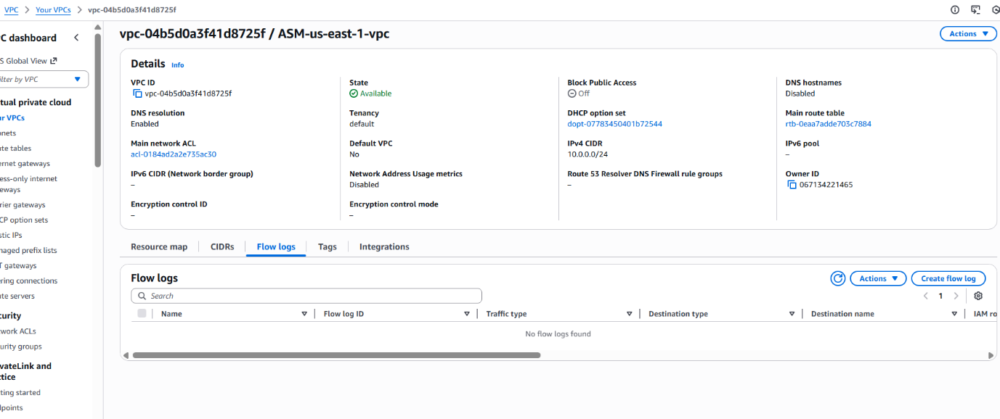 VPC > Your VPCs > vpc-04b5d0a3f41d8725f
C dashboard
S Global View
ilter by VPC
tual private cloud
ur VPCs
nets
ute tables
ernet gateways
ess-only internet
eways
rier gateways
CP option sets
stic IPs
naged prefix lists
T gateways
ering connections
ute servers
curity
twork ACLs
urity groups
ivateLink and
ttice
tting started
dpoints
vpc-04b5d0a3f41d8725f / ASM-us-east-1-vpc
Actions
Details Info
VPC ID
vpc-04b5d0a3f41d8725f
State
Available
Block Public Access
Off
DNS hostnames
Disabled
DNS resolution
Enabled
Tenancy
default
DHCP option set
dopt-07783450401b72544
Main route table
rtb-0eaa7adde703c7884
Main network ACL
acl-0184ad2a2e735ac30
Default VPC
No
IPv4 CIDR
10.0.0.0/24
IPv6 pool
–
IPv6 CIDR (Network border group)
–
Network Address Usage metrics
Disabled
Route 53 Resolver DNS Firewall rule groups
–
Owner ID
067134221465
Encryption control ID
–
Encryption control mode
–
Resource map CIDRs Flow logs Tags Integrations
Flow logs
Actions Create flow log
Search
1
Name Flow log ID Traffic type Destination type Destination name IAM ro
No flow logs found